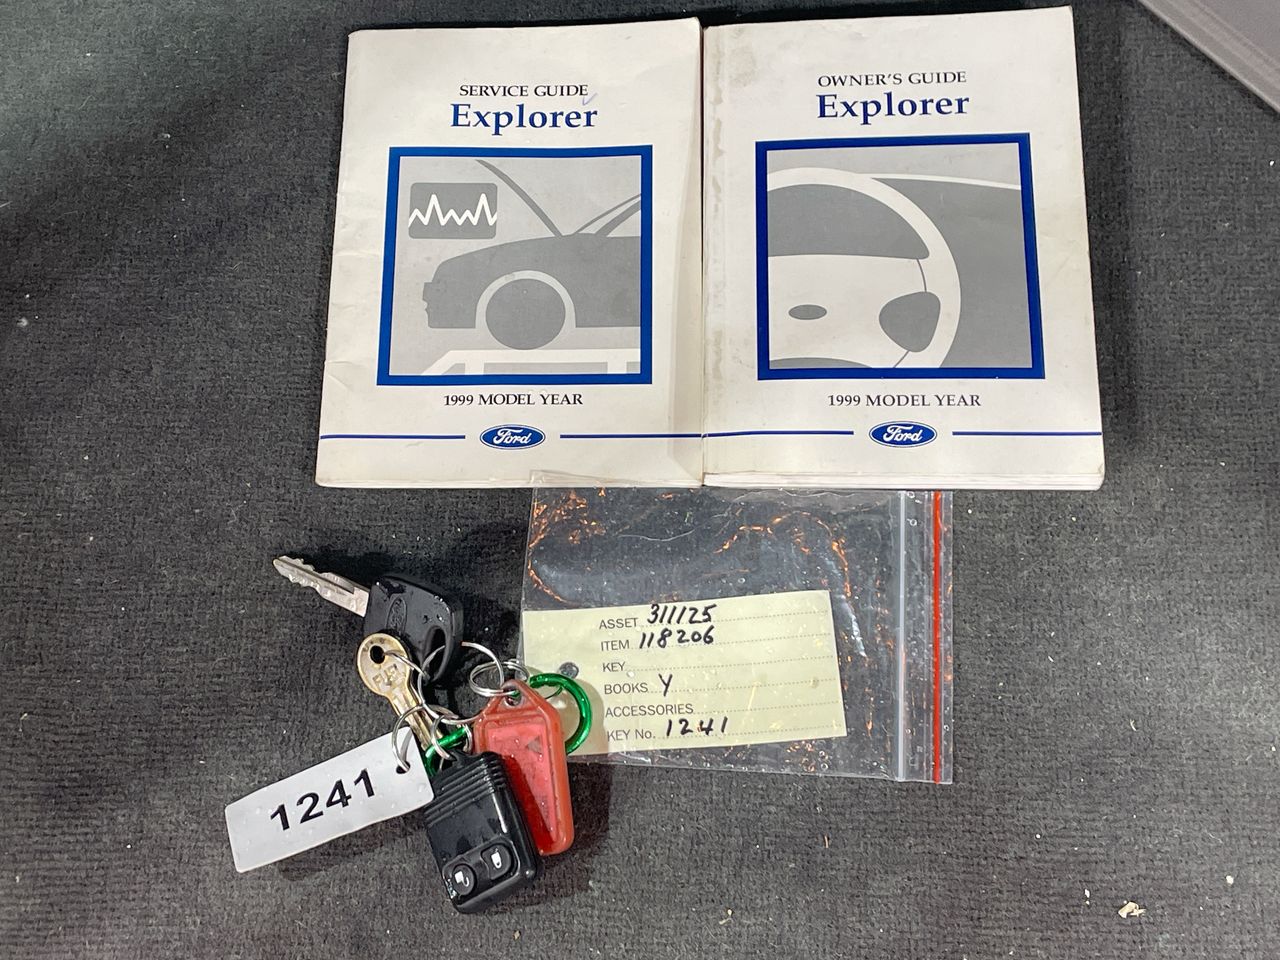 SERVICE GUIDE
Explorer
1999 MODEL YEAR
Ford
OWNER'S GUIDE
Explorer
1999 MODEL YEAR
Ford
ASSET 311125
ITEM 118206
KEY
BOOKS Y
ACCESSORIES
KEY No. 1241
1241